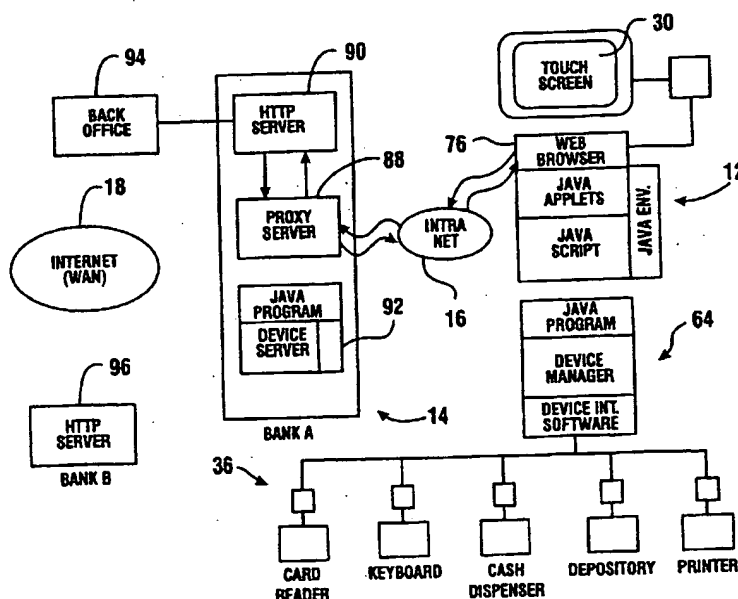 94
BACK
OFFICE
18
INTERNET
(WAN)
96
HTTP
SERVER
BANK B
90
HTTP
SERVER
88
PROXY
SERVER
JAVA
PROGRAM
DEVICE
SERVER
92
BANK A
14
INTRA
NET
16
30
TOUCH
SCREEN
76
WEB
BROWSER
JAVA
APPLETS
JAVA
SCRIPT
JAVA ENV.
12
JAVA
PROGRAM
DEVICE
MANAGER
DEVICE INT.
SOFTWARE
64
36
CARD
READER
KEYBOARD
CASH
DISPENSER
DEPOSITORY
PRINTER